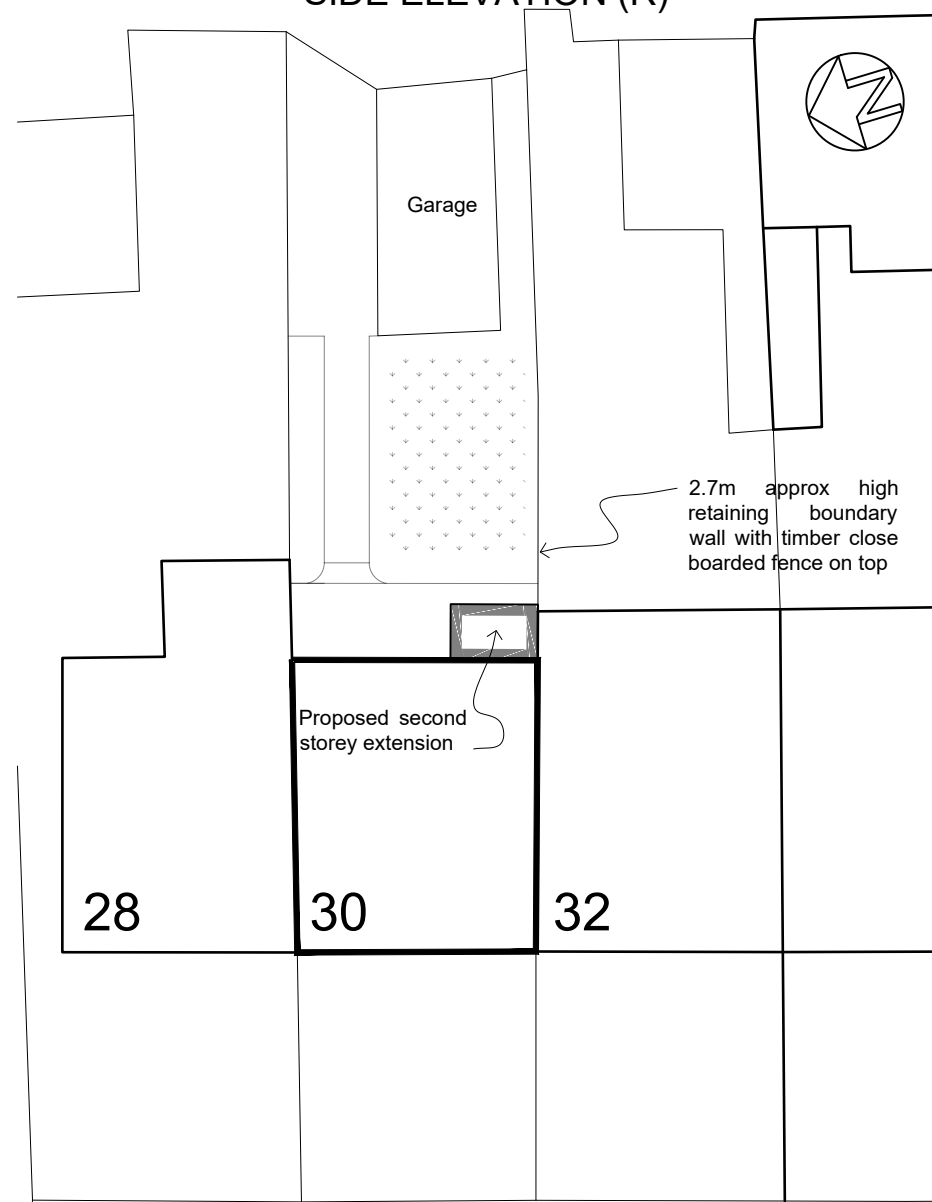 SIDE ELEVATION (R)
N
Garage
2.7m approx high
retaining boundary
wall with timber close
boarded fence on top
Proposed second
storey extension
28
30
32